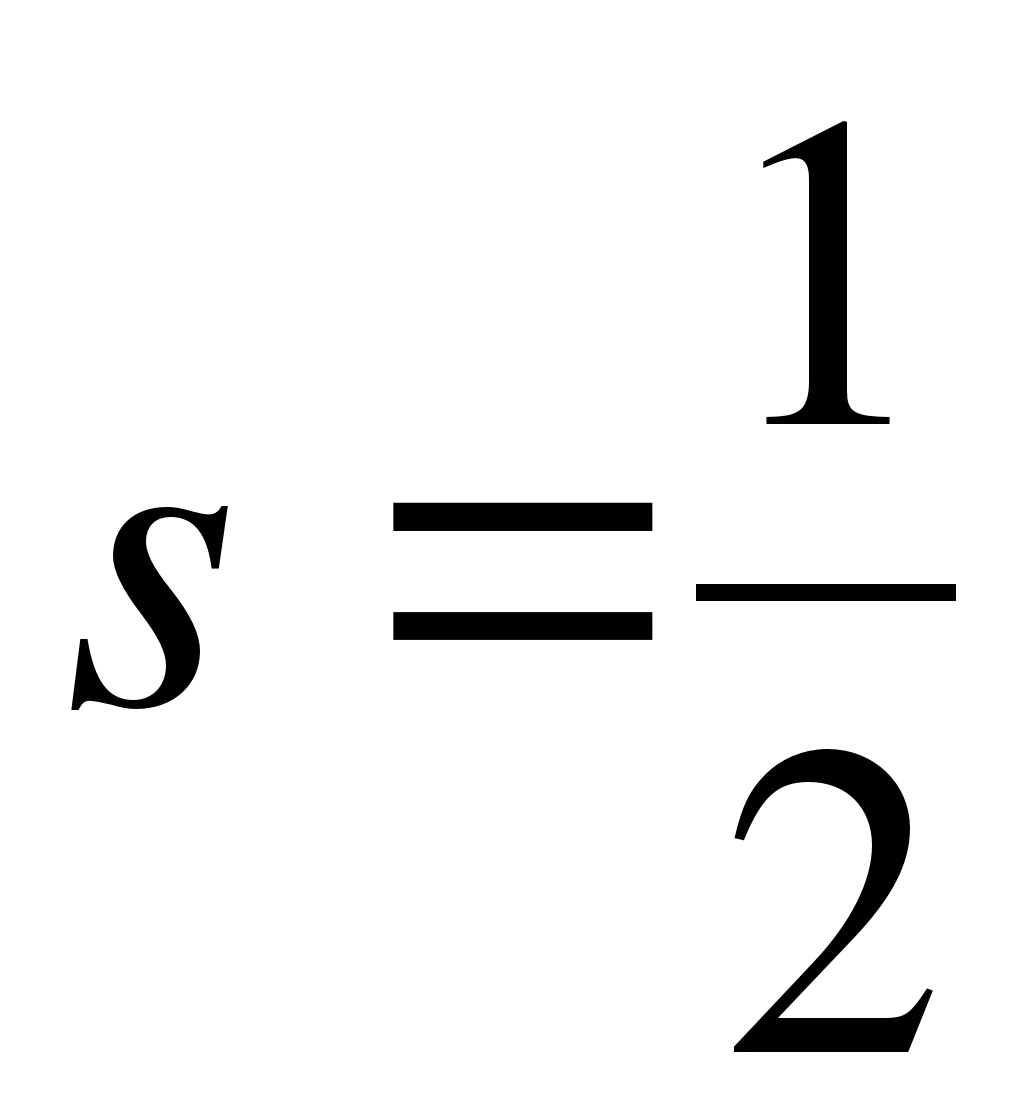 s = 1/2